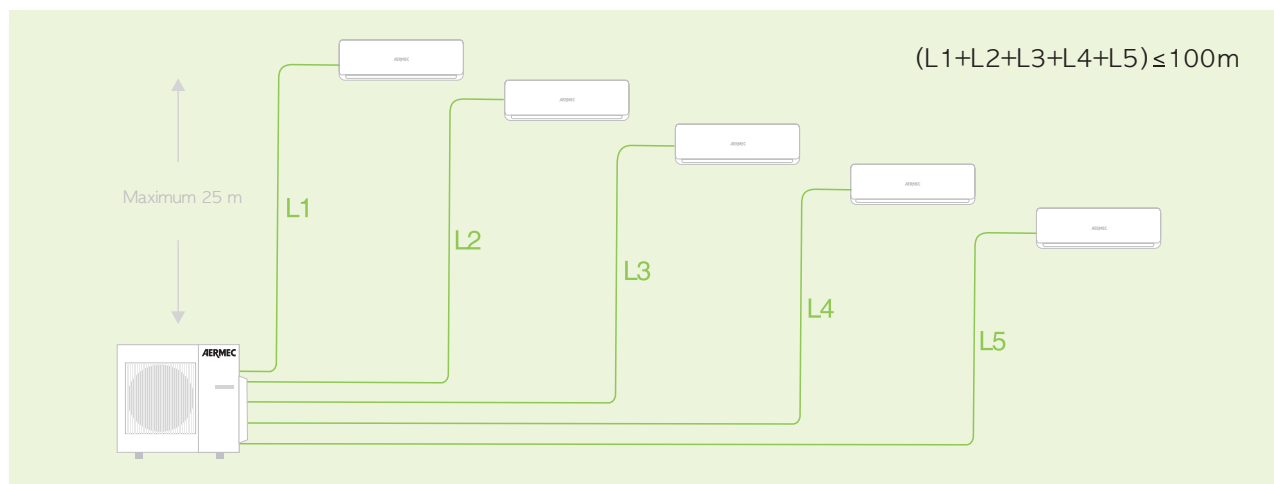 AERMEC
(L1+L2+L3+L4+L5)≤100m
AERMEC
AERMEC
AERMEC
Maximum 25 m
L1
AERMEC
L2
L3
L4
L5
AERMEC